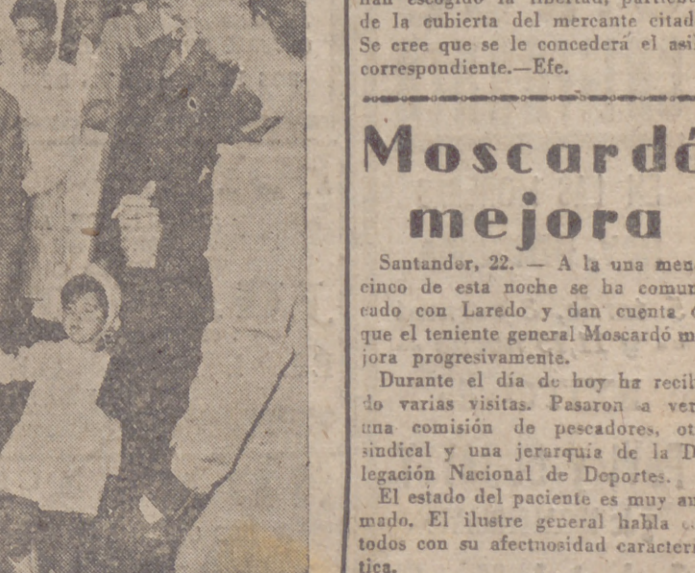 han escogido la libertad,
de la cubierta del mercante citad
Se cree que se le concederá el asi
correspondiente.—Efe.
Moscardó
mejora
Santander, 22. — A la una men
cinco de esta noche se ha comun
cado con Laredo y dan cuenta
que el teniente general Moscardó m
jora progresivamente.
Durante el día de hoy ha recib
do varias visitas. Pasaron a ver
una comisión de pescadores, ot
sindical y una jerarquía de la D
legación Nacional de Deportes.
El estado del paciente es muy an
mado. El ilustre general habla
todos con su afectuosidad caracterí
tica.